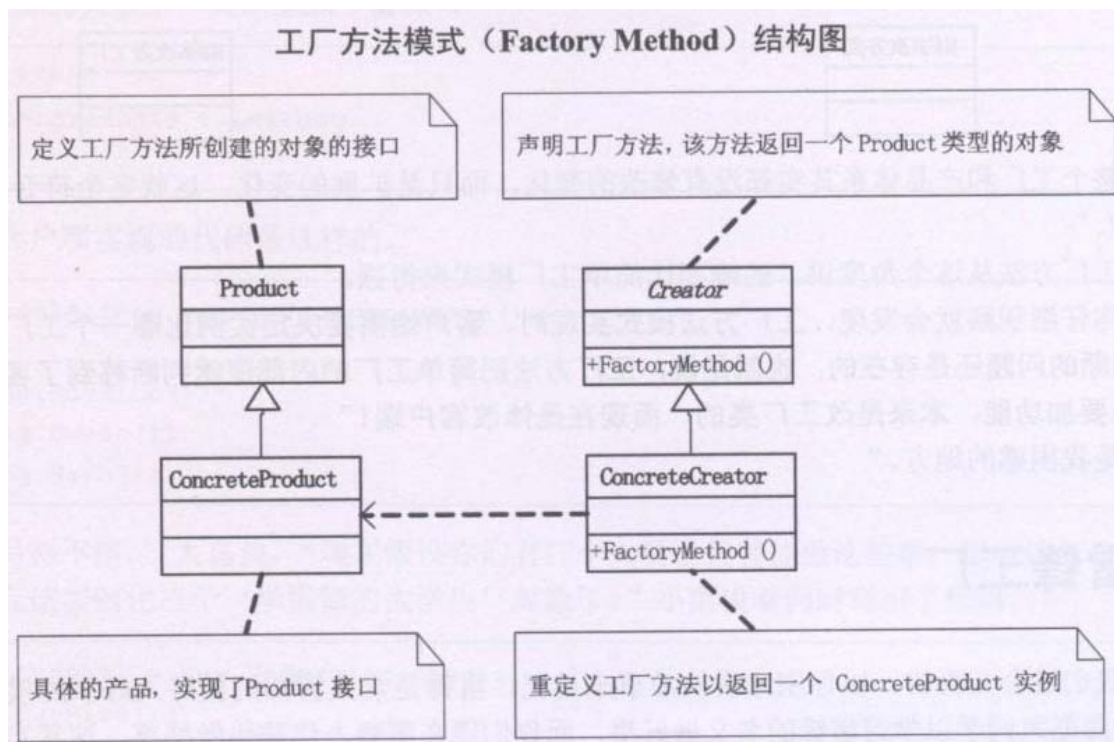 工厂方法模式（Factory Method）结构图
定义工厂方法所创建的对象的接口
声明工厂方法，该方法返回一个 Product 类型的对象
Product
Creator
+FactoryMethod ()
ConcreteProduct
ConcreteCreator
+FactoryMethod ()
具体的产品，实现了Product 接口
重定义工厂方法以返回一个 ConcreteProduct 实例